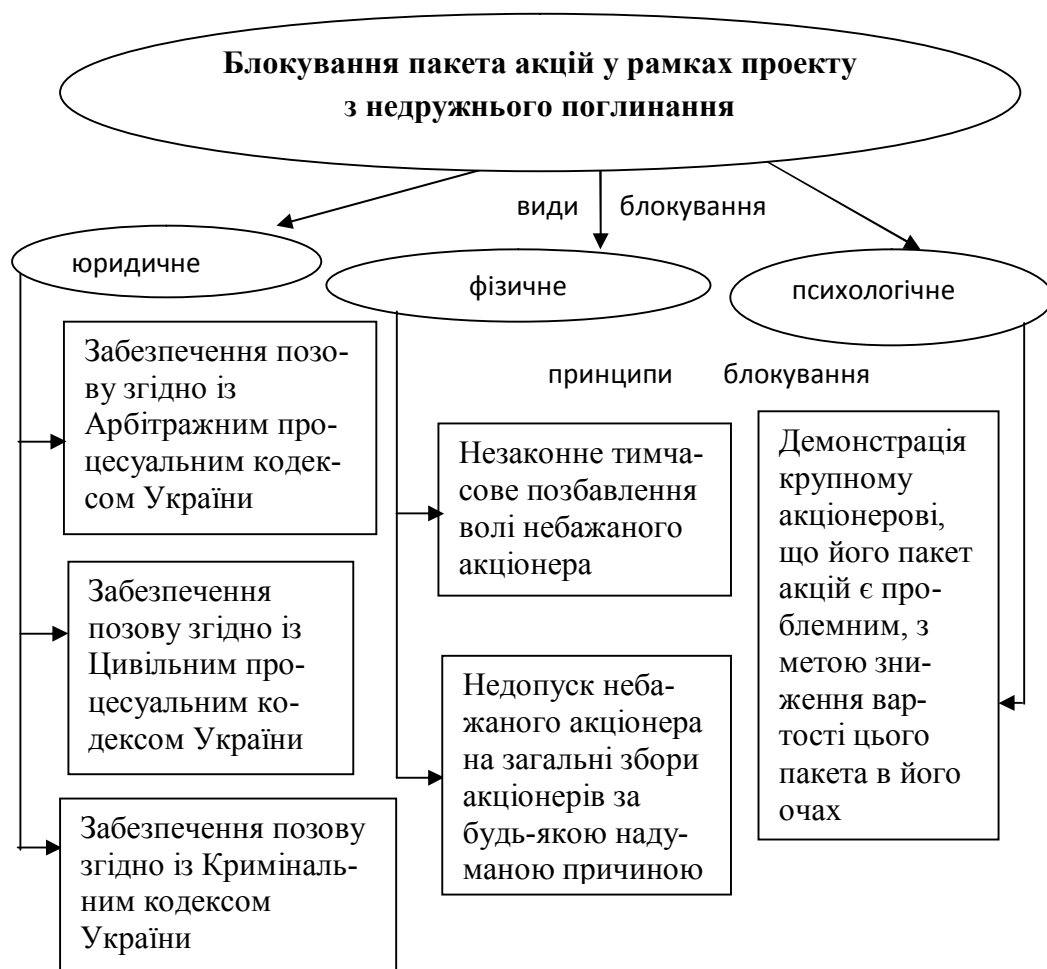 Блокування пакета акцій у рамках проекту
з недружнього поглинання
види блокування
юридичне
фізичне
психологічне
принципи блокування
Забезпечення позо-
ву згідно із
Арбітражним про-
цесуальним кодек-
сом України
Забезпечення
позову згідно із
Цивільним про-
цесуальним ко-
дексом України
Забезпечення позову
згідно із Криміналь-
ним кодексом
України
Незаконне тимча-
сове позбавлення
волі небажаного
акціонера
Недопуск неба-
жаного акціонера
на загальні збори
акціонерів за
будь-якою наду-
маною причиною
Демонстрація
крупному
акціонерові,
що його пакет
акцій є про-
блемним, з
метою зни-
ження вар-
тості цього
пакета в його
очах